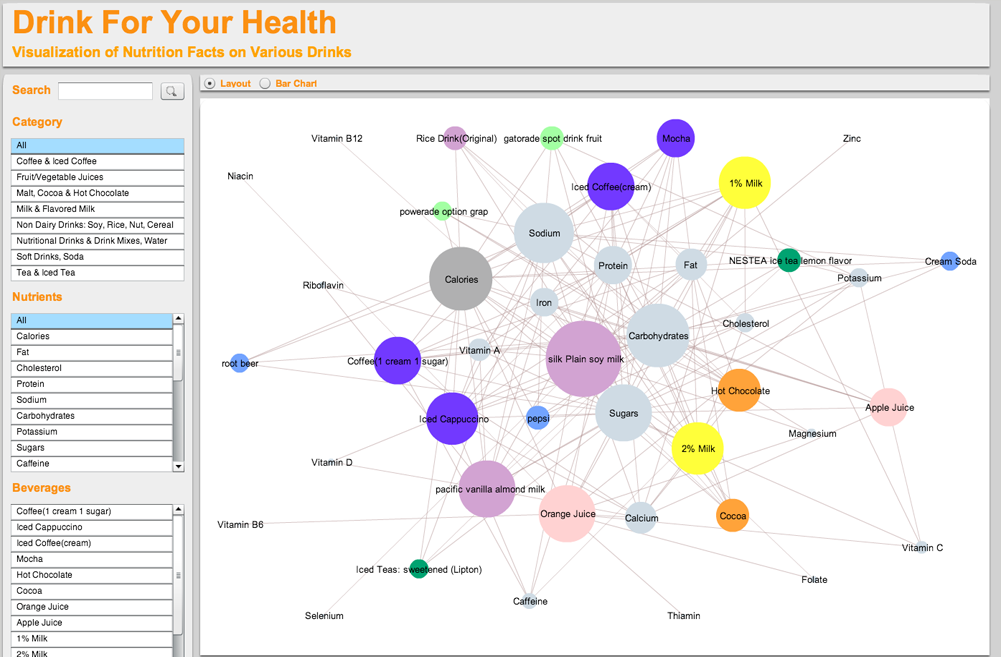 Drink For Your Health
Visualization of Nutrition Facts on Various Drinks
Search
Layout
Bar Chart
Category
All
Coffee & Iced Coffee
Fruit/Vegetable Juices
Malt, Cocoa & Hot Chocolate
Milk & Flavored Milk
Non Dairy Drinks: Soy, Rice, Nut, Cereal
Nutritional Drinks & Drink Mixes, Water
Soft Drinks, Soda
Tea & Iced Tea
Nutrients
All
Calories
Fat
Cholesterol
Protein
Sodium
Carbohydrates
Potassium
Sugars
Caffeine
Beverages
Coffee(1 cream 1 sugar)
Iced Cappuccino
Iced Coffee(cream)
Mocha
Hot Chocolate
Cocoa
Orange Juice
Apple Juice
1% Milk
2% Milk
Vitamin B12
Rice Drink(Original)
gatorade spot drink fruit
Mocha
Zinc
Niacin
Iced Coffee(cream)
1% Milk
powerade option grap
Sodium
Protein
Fat
NESTEA ice tea lemon flavor
Cream Soda
Calories
Potassium
Riboflavin
Iron
Cholesterol
Carbohydrates
Vitamin A
root beer
Coffee(1 cream 1 sugar)
silk Plain soy milk
Hot Chocolate
Apple Juice
Iced Cappuccino
pepsi
Sugars
Magnesium
2% Milk
Vitamin D
pacific vanilla almond milk
Orange Juice
Calcium
Cocoa
Vitamin B6
Vitamin C
Iced Teas: sweetened (Lipton)
Folate
Caffeine
Selenium
Thiamin